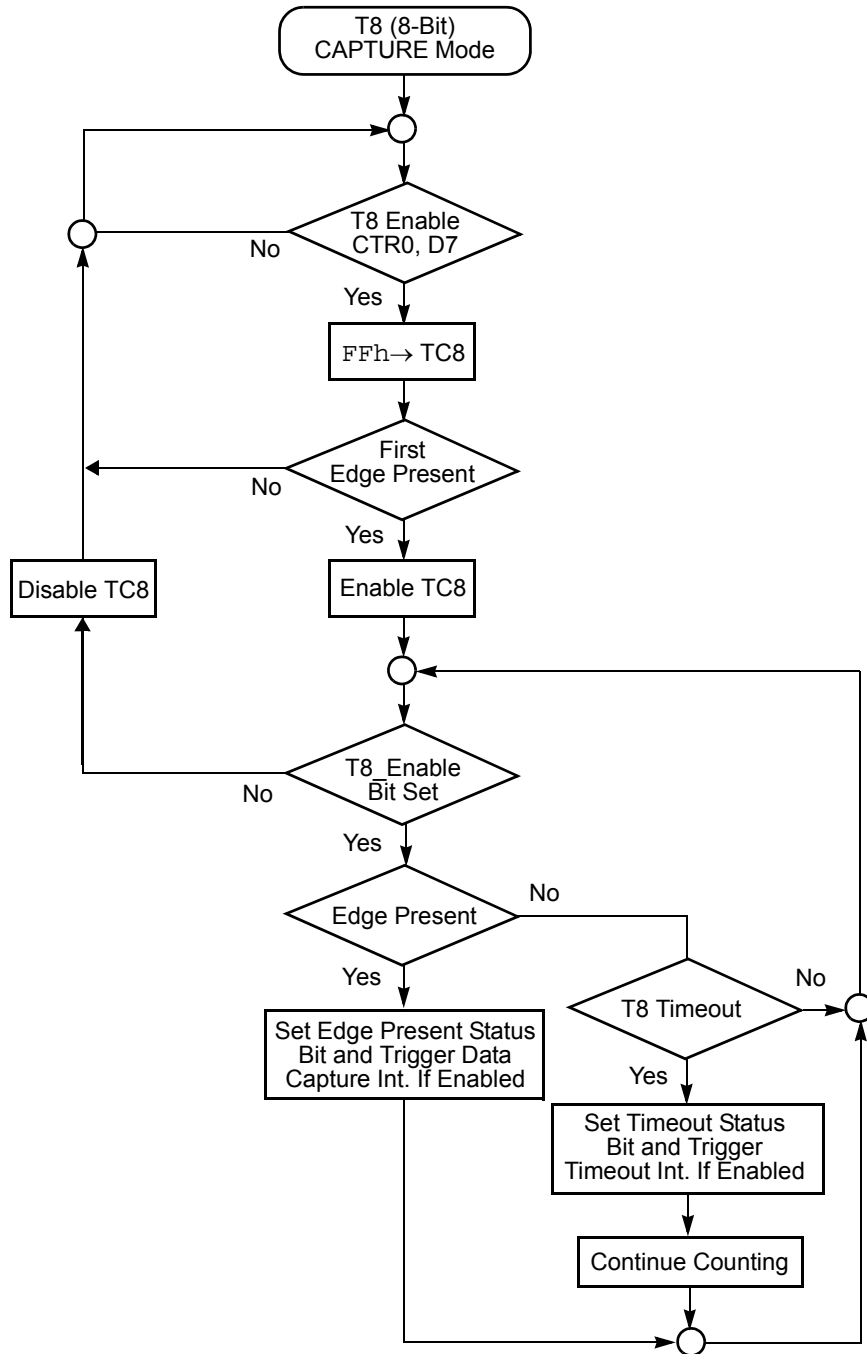 T8 (8-Bit)
CAPTURE Mode
T8 Enable
CTR0, D7
No
Yes
FFh→ TC8
First
Edge Present
No
Yes
Disable TC8
Enable TC8
T8_Enable
Bit Set
No
Yes
Edge Present
No
Yes
T8 Timeout
No
Set Edge Present Status
Bit and Trigger Data
Capture Int. If Enabled
Yes
Set Timeout Status
Bit and Trigger
Timeout Int. If Enabled
Continue Counting